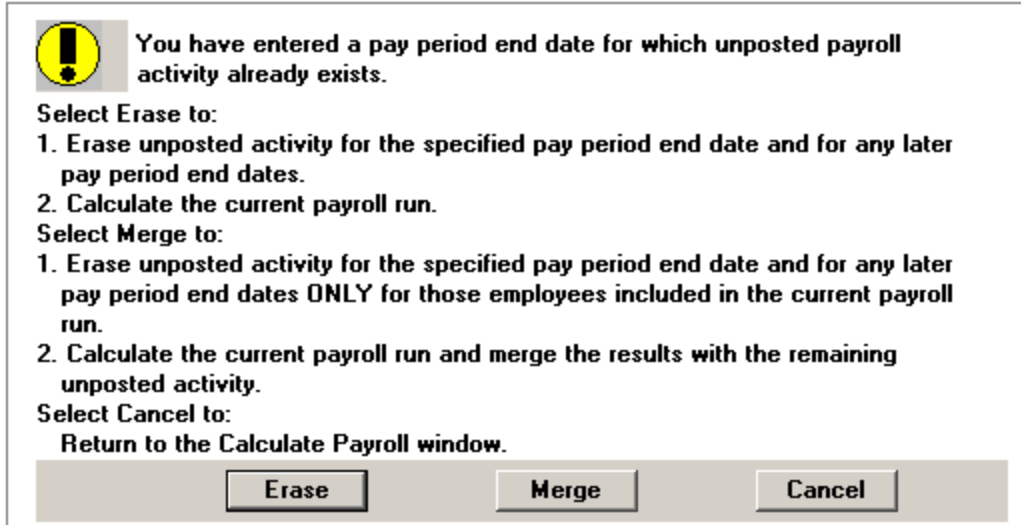 You have entered a pay period end date for which unposted payroll
activity already exists.
Select Erase to:
1. Erase unposted activity for the specified pay period end date and for any later
pay period end dates.
2. Calculate the current payroll run.
Select Merge to:
1. Erase unposted activity for the specified pay period end date and for any later
pay period end dates ONLY for those employees included in the current payroll
run.
2. Calculate the current payroll run and merge the results with the remaining
unposted activity.
Select Cancel to:
Return to the Calculate Payroll window.
Erase Merge Cancel